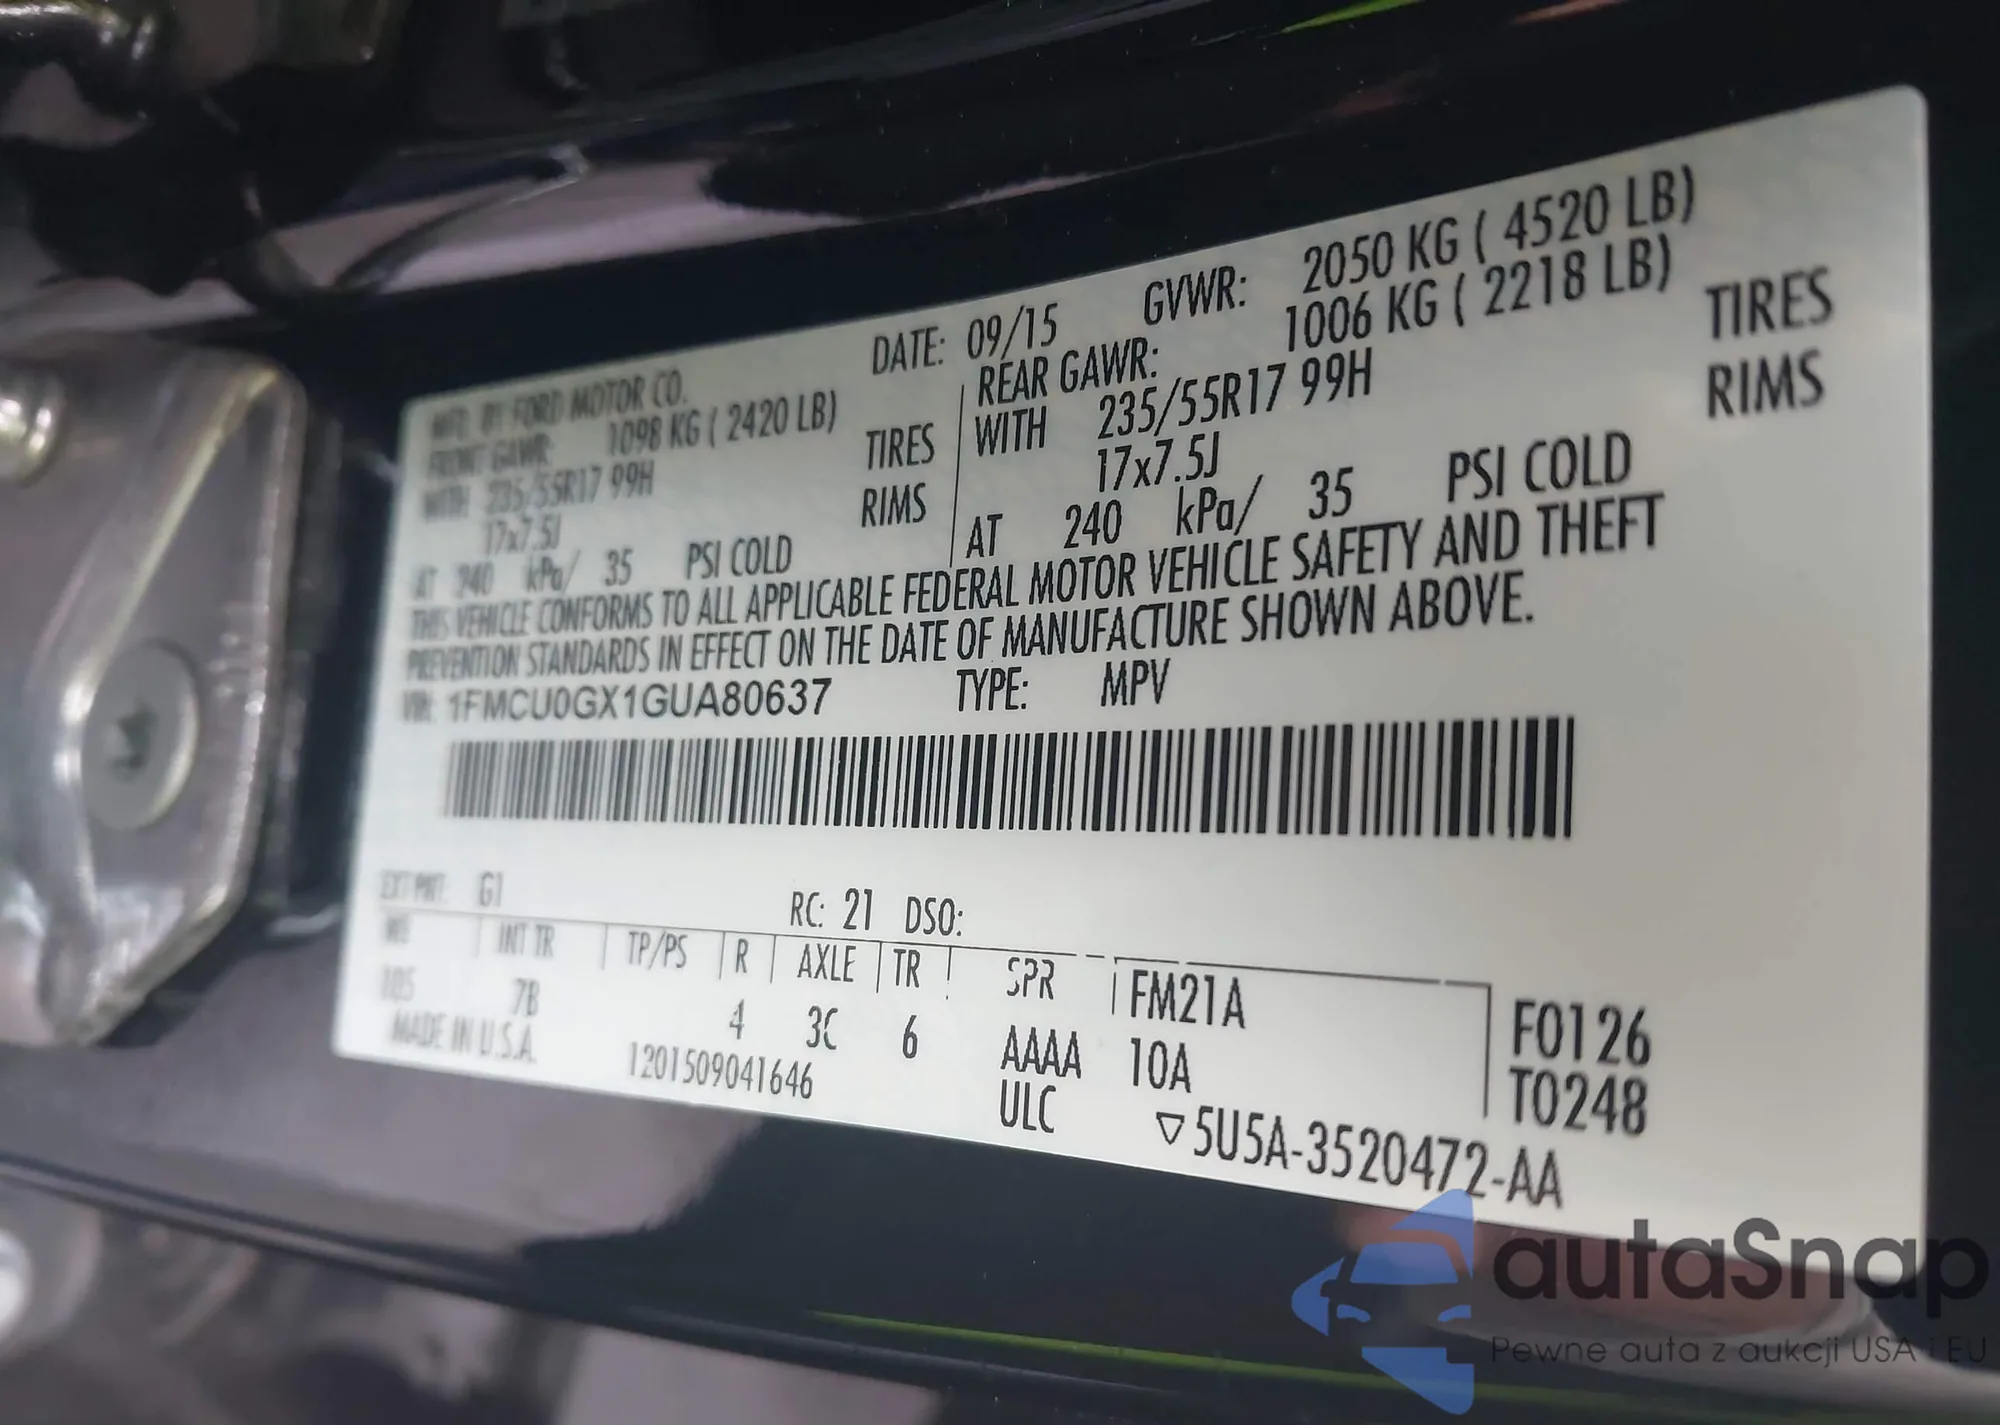 MFD. BY FORD MOTOR CO. DATE: 09/15 GVWR: 2050 KG ( 4520 LB)
FRONT GAWR: 1098 KG ( 2420 LB) REAR GAWR: 1006 KG ( 2218 LB)
WITH 235/55R17 99H TIRES WITH 235/55R17 99H TIRES
17x7.5J RIMS 17x7.5J RIMS
AT 240 kPa/ 35 PSI COLD AT 240 kPa/ 35 PSI COLD
THIS VEHICLE CONFORMS TO ALL APPLICABLE FEDERAL MOTOR VEHICLE SAFETY AND THEFT
PREVENTION STANDARDS IN EFFECT ON THE DATE OF MANUFACTURE SHOWN ABOVE.
VIN: 1FMCU0GX1GUA80637 TYPE: MPV
EXT PNT: G1 RC: 21 DSO:
WB INT TR TP/PS R AXLE TR SPR FM21A F0126
105 7B 4 3C 6 AAAA 10A T0248
MADE IN U.S.A. 1201509041646 ULC ▽5U5A-3520472-AA
autaSnap
Pewne auta z aukcji USA i EU